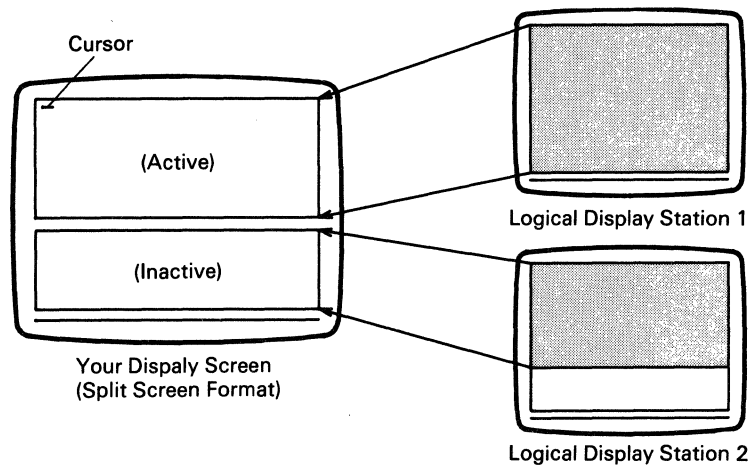 Cursor
(Active)
(Inactive)
Your Dispaly Screen
(Split Screen Format)
Logical Display Station 1
Logical Display Station 2